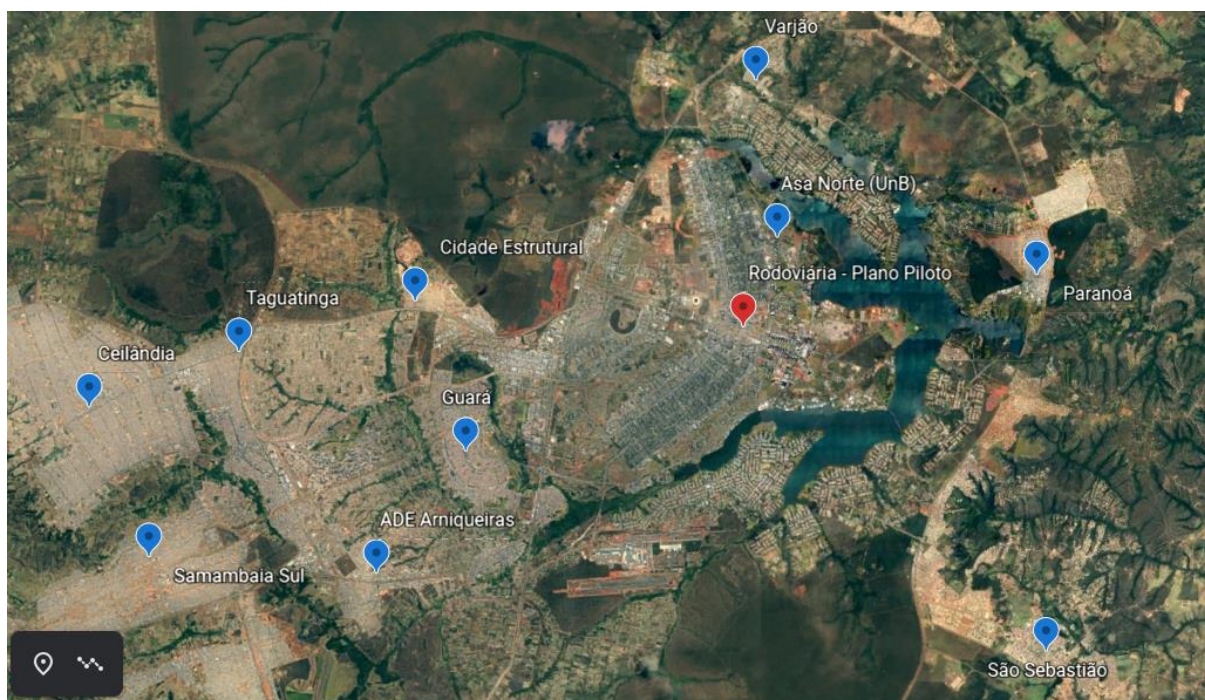 Varjão
Asa Norte (UnB)
Cidade Estrutural
Rodoviária - Plano Piloto
Taguatinga
Paranoá
Ceilândia
Guará
ADE Arniqueiras
Samambaia Sul
São Sebastião